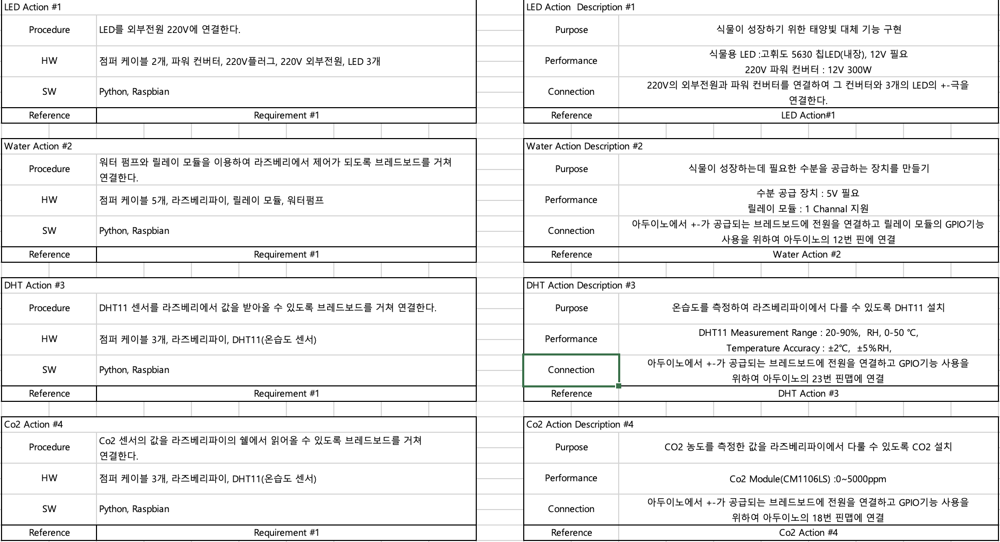 LED Action #1
Procedure
LED를 외부전원 220V에 연결한다.
HW
점퍼 케이블 2개, 파워 컨버터, 220V플러그, 220V 외부전원, LED 3개
SW
Python, Raspbian
Reference
Requirement #1
LED Action  Description #1
Purpose
식물이 성장하기 위한 태양빛 대체 기능 구현
Performance
식물용 LED :고휘도 5630 칩LED(내장), 12V 필요
220V 파워 컨버터 : 12V 300W
Connection
220V의 외부전원과 파워 컨버터를 연결하여 그 컨버터와 3개의 LED의 +-극을
연결한다.
Reference
LED Action#1
Water Action #2
Procedure
워터 펌프와 릴레이 모듈을 이용하여 라즈베리에서 제어가 되도록 브레드보드를 거쳐
연결한다.
HW
점퍼 케이블 5개, 라즈베리파이, 릴레이 모듈, 워터펌프
SW
Python, Raspbian
Reference
Requirement #1
Water Action Description #2
Purpose
식물이 성장하는데 필요한 수분을 공급하는 장치를 만들기
Performance
수분 공급 장치 : 5V 필요
릴레이 모듈 : 1 Channal 지원
Connection
아두이노에서 +-가 공급되는 브레드보드에 전원을 연결하고 릴레이 모듈의 GPIO기능
사용을 위하여 아두이노의 12번 핀에 연결
Reference
Water Action #2
DHT Action #3
Procedure
DHT11 센서를 라즈베리에서 값을 받아올 수 있도록 브레드보드를 거쳐 연결한다.
HW
점퍼 케이블 3개, 라즈베리파이, DHT11(온습도 센서)
SW
Python, Raspbian
Reference
Requirement #1
DHT Action Description #3
Purpose
온습도를 측정하여 라즈베리파이에서 다를 수 있도록 DHT11 설치
Performance
DHT11 Measurement Range : 20-90%,  RH, 0-50 ℃,
Temperature Accuracy : ±2℃,  ±5%RH,
Connection
아두이노에서 +-가 공급되는 브레드보드에 전원을 연결하고 GPIO기능 사용을
위하여 아두이노의 23번 핀맵에 연결
Reference
DHT Action #3
Co2 Action #4
Procedure
Co2 센서의 값을 라즈베리파이의 쉘에서 읽어올 수 있도록 브레드보드를 거쳐
연결한다.
HW
점퍼 케이블 3개, 라즈베리파이, DHT11(온습도 센서)
SW
Python, Raspbian
Reference
Requirement #1
Co2 Action Description #4
Purpose
CO2 농도를 측정한 값을 라즈베리파이에서 다룰 수 있도록 CO2 설치
Performance
Co2 Module(CM1106LS) :0~5000ppm
Connection
아두이노에서 +-가 공급되는 브레드보드에 전원을 연결하고 GPIO기능 사용을
위하여 아두이노의 18번 핀맵에 연결
Reference
Co2 Action #4